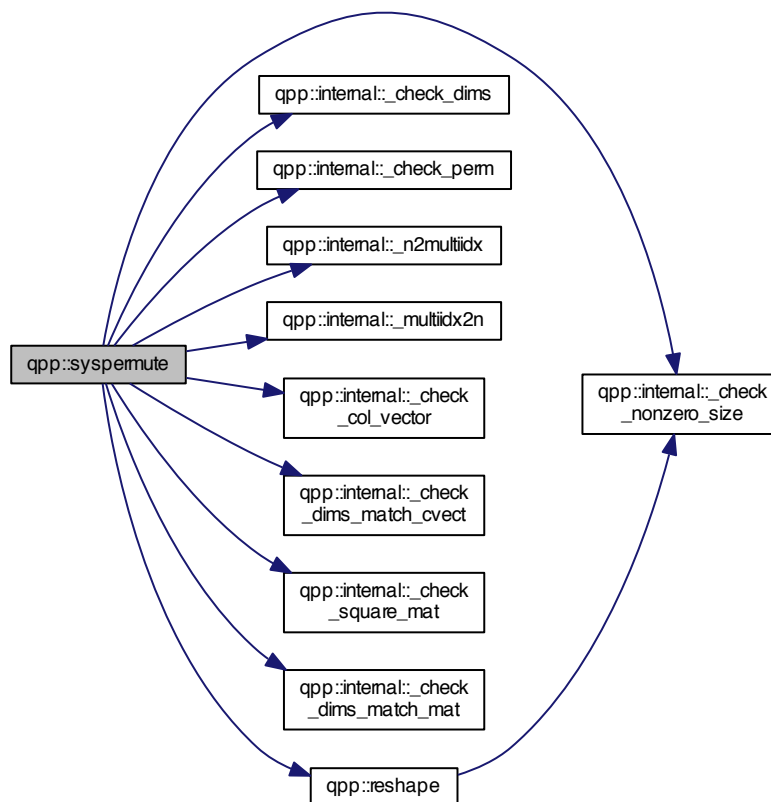 qpp::internal::_check_dims
qpp::internal::_check_perm
qpp::internal::_n2multiidx
qpp::internal::_multiidx2n
qpp::syspermute
qpp::internal::_check
_col_vector
qpp::internal::_check
_nonzero_size
qpp::internal::_check
_dims_match_cvect
qpp::internal::_check
_square_mat
qpp::internal::_check
_dims_match_mat
qpp::reshape